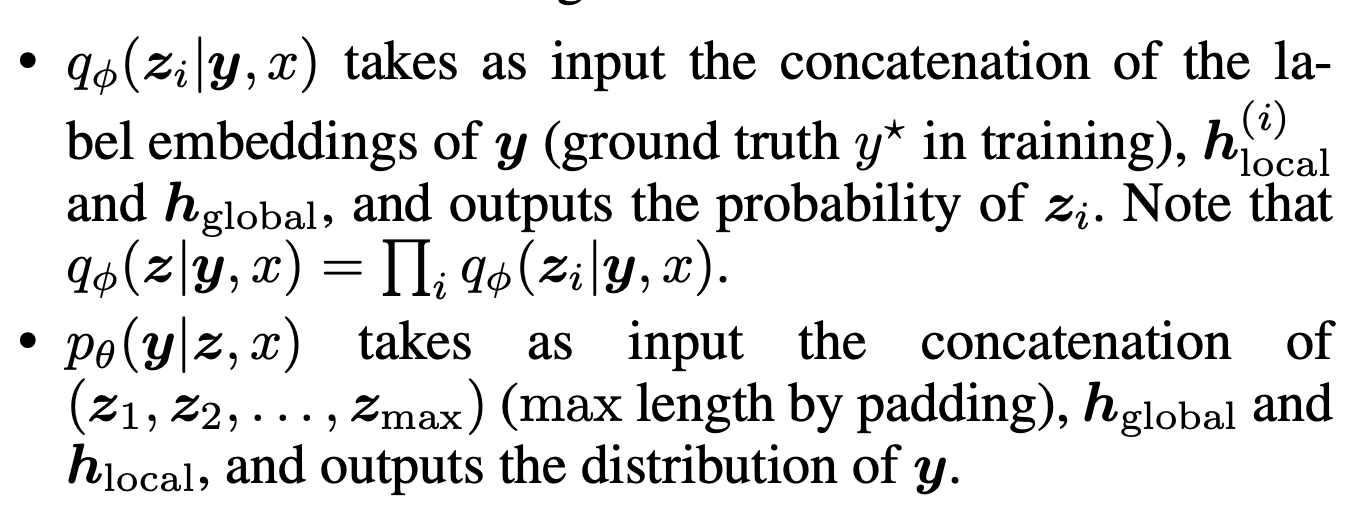 • $q_\phi(\boldsymbol{z}_i|\boldsymbol{y}, x)$ takes as input the concatenation of the la-
bel embeddings of $\boldsymbol{y}$ (ground truth $y^\star$ in training), $\boldsymbol{h}_{\text{local}}^{(i)}$
and $\boldsymbol{h}_{\text{global}}$, and outputs the probability of $\boldsymbol{z}_i$. Note that
$q_\phi(\boldsymbol{z}|\boldsymbol{y}, x) = \prod_i q_\phi(\boldsymbol{z}_i|\boldsymbol{y}, x)$.
• $p_\theta(\boldsymbol{y}|\boldsymbol{z}, x)$ takes as input the concatenation of
$(\boldsymbol{z}_1, \boldsymbol{z}_2, \ldots, \boldsymbol{z}_{\max})$ (max length by padding), $\boldsymbol{h}_{\text{global}}$ and
$\boldsymbol{h}_{\text{local}}$, and outputs the distribution of $\boldsymbol{y}$.